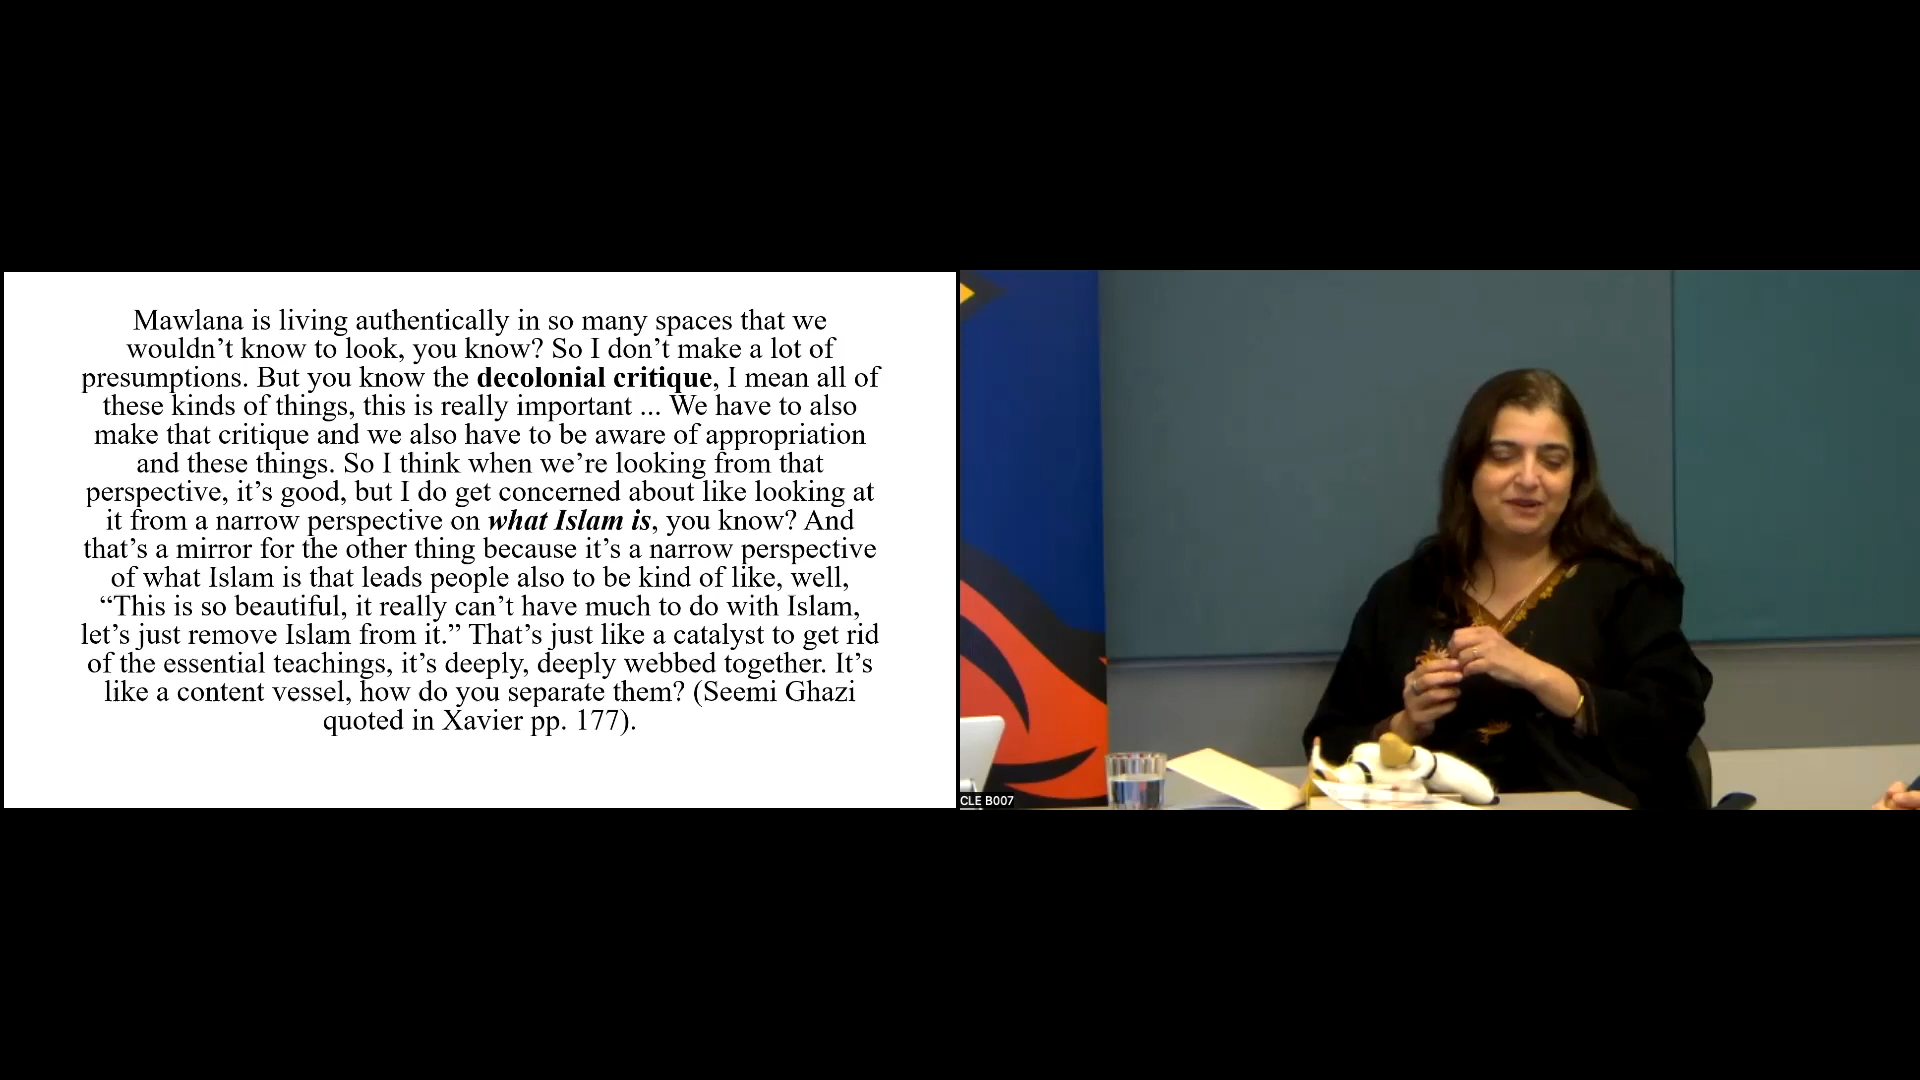 Mawlana is living authentically in so many spaces that we
wouldn’t know to look, you know? So I don’t make a lot of
presumptions. But you know the decolonial critique, I mean all of
these kinds of things, this is really important ... We have to also
make that critique and we also have to be aware of appropriation
and these things. So I think when we’re looking from that
perspective, it’s good, but I do get concerned about like looking at
it from a narrow perspective on what Islam is, you know? And
that’s a mirror for the other thing because it’s a narrow perspective
of what Islam is that leads people also to be kind of like, well,
“This is so beautiful, it really can’t have much to do with Islam,
let’s just remove Islam from it.” That’s just like a catalyst to get rid
of the essential teachings, it’s deeply, deeply webbed together. It’s
like a content vessel, how do you separate them? (Seemi Ghazi
quoted in Xavier pp. 177).
CLE B007